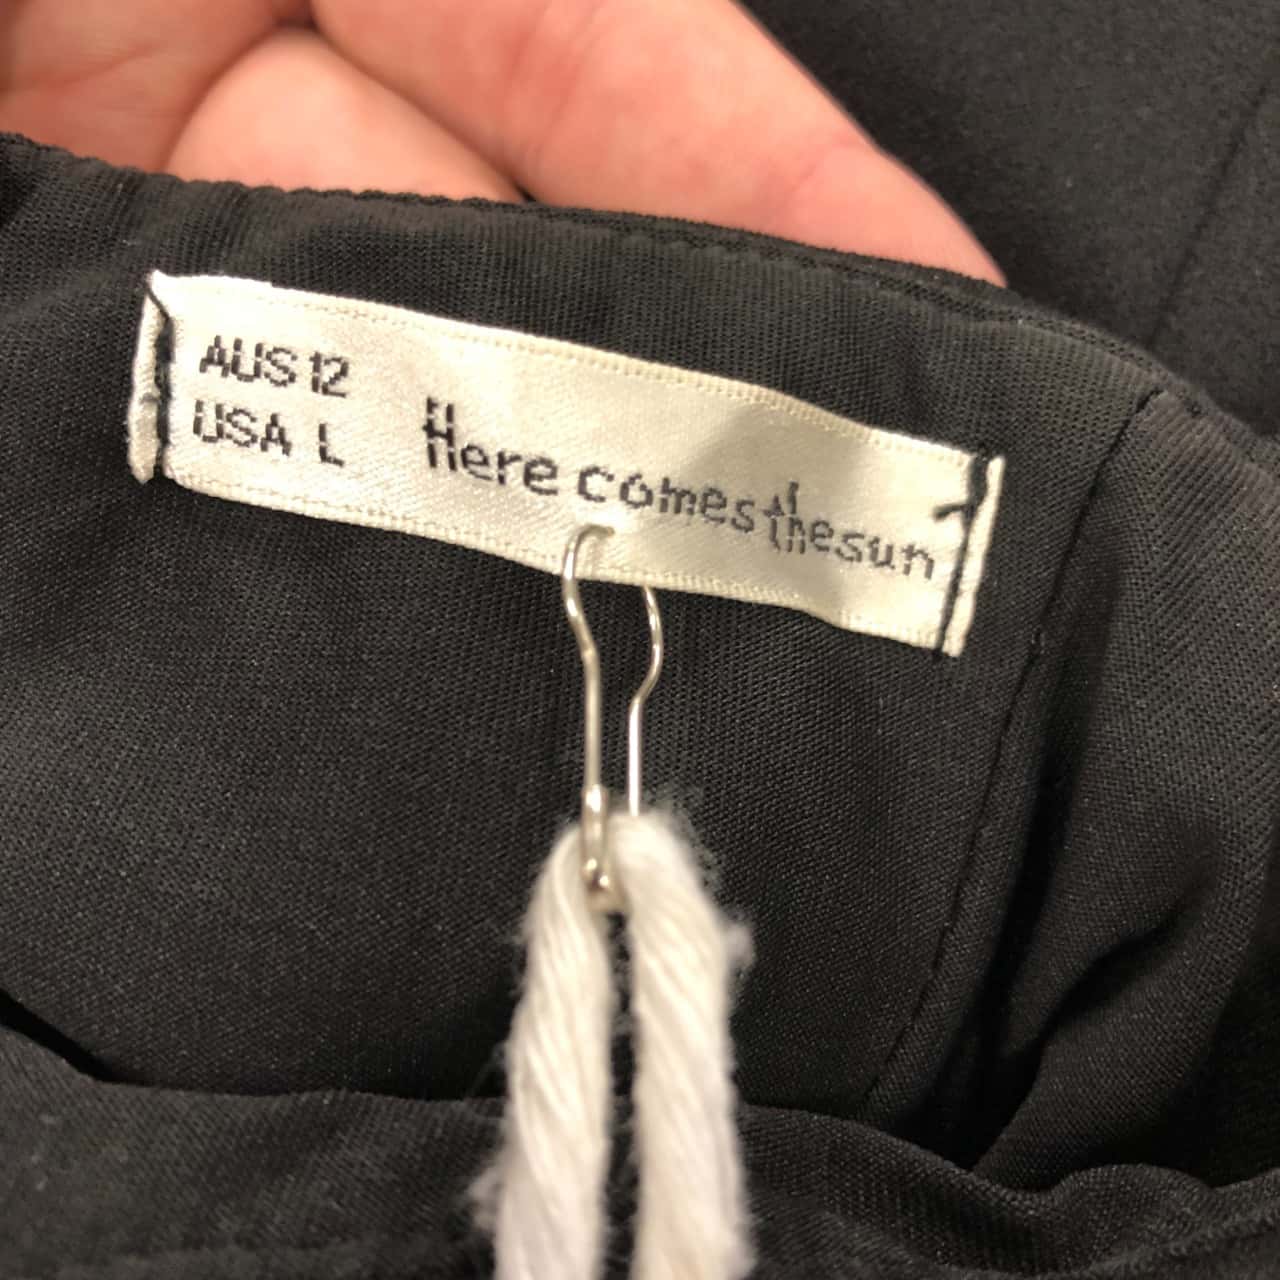 AUS 12
USA L
Here comes the sun